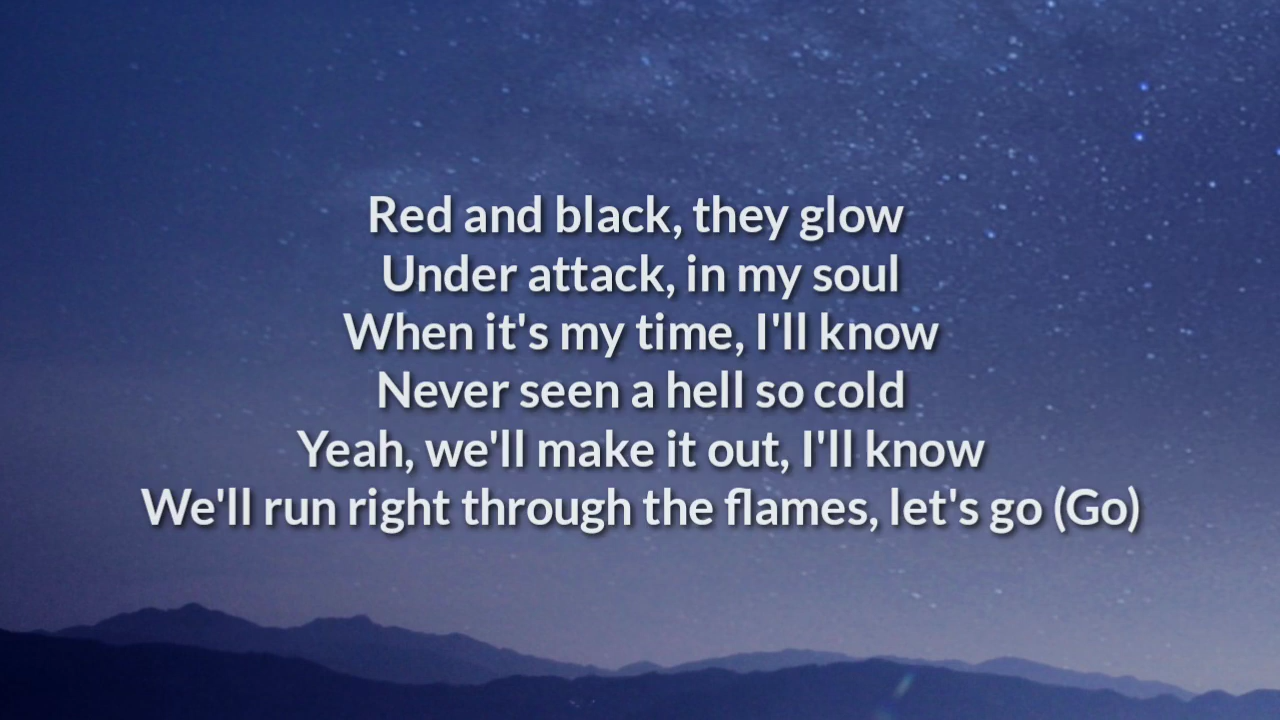 Red and black, they glow
Under attack, in my soul
When it's my time, I'll know
Never seen a hell so cold
Yeah, we'll make it out, I'll know
We'll run right through the flames, let's go (Go)